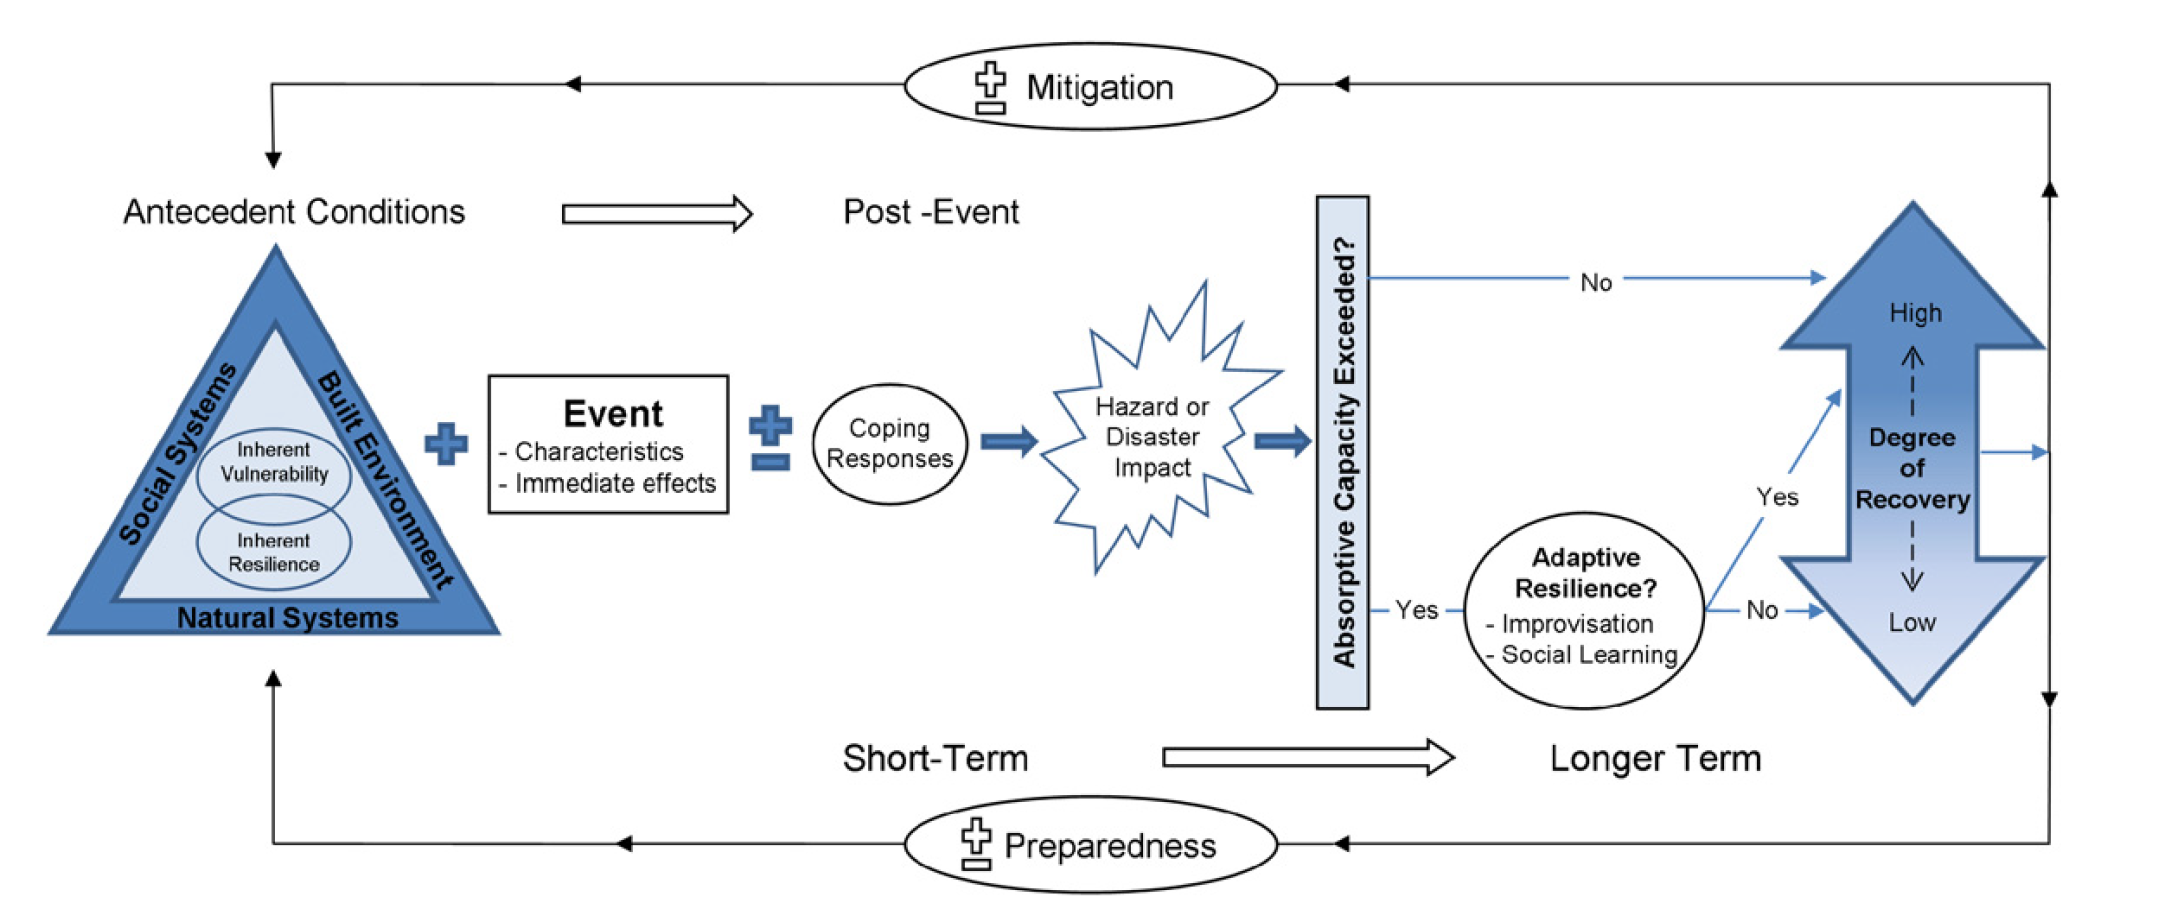 Mitigation
Antecedent Conditions
Post -Event
Social Systems
Built Environment
Natural Systems
Inherent
Vulnerability
Inherent
Resilience
Event
- Characteristics
- Immediate effects
Coping
Responses
Hazard or
Disaster
Impact
Absorptive Capacity Exceeded?
No
Yes
Adaptive
Resilience?
- Improvisation
- Social Learning
Yes
No
High
Degree
of
Recovery
Low
Short-Term
Longer Term
Preparedness